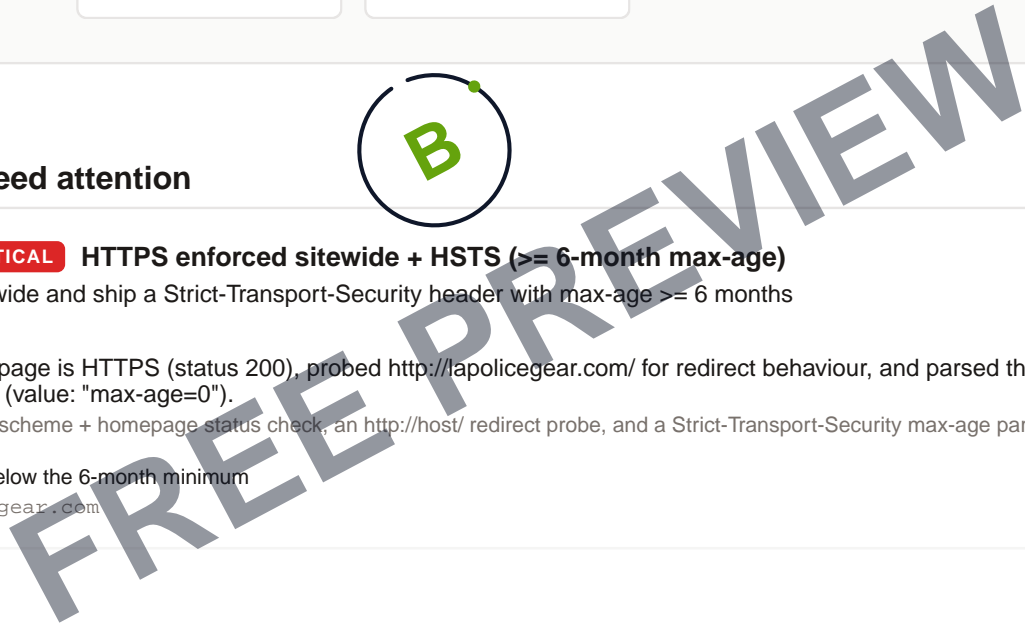 B
eed attention
TICAL HTTPS enforced sitewide + HSTS (>= 6-month max-age)
wide and ship a Strict-Transport-Security header with max-age >= 6 months
page is HTTPS (status 200), probed http://lapolicegear.com/ for redirect behaviour, and parsed th
(value: "max-age=0").
scheme + homepage status check, an http://host/ redirect probe, and a Strict-Transport-Security max-age par
elow the 6-month minimum
gear.com
FREE PREVIEW